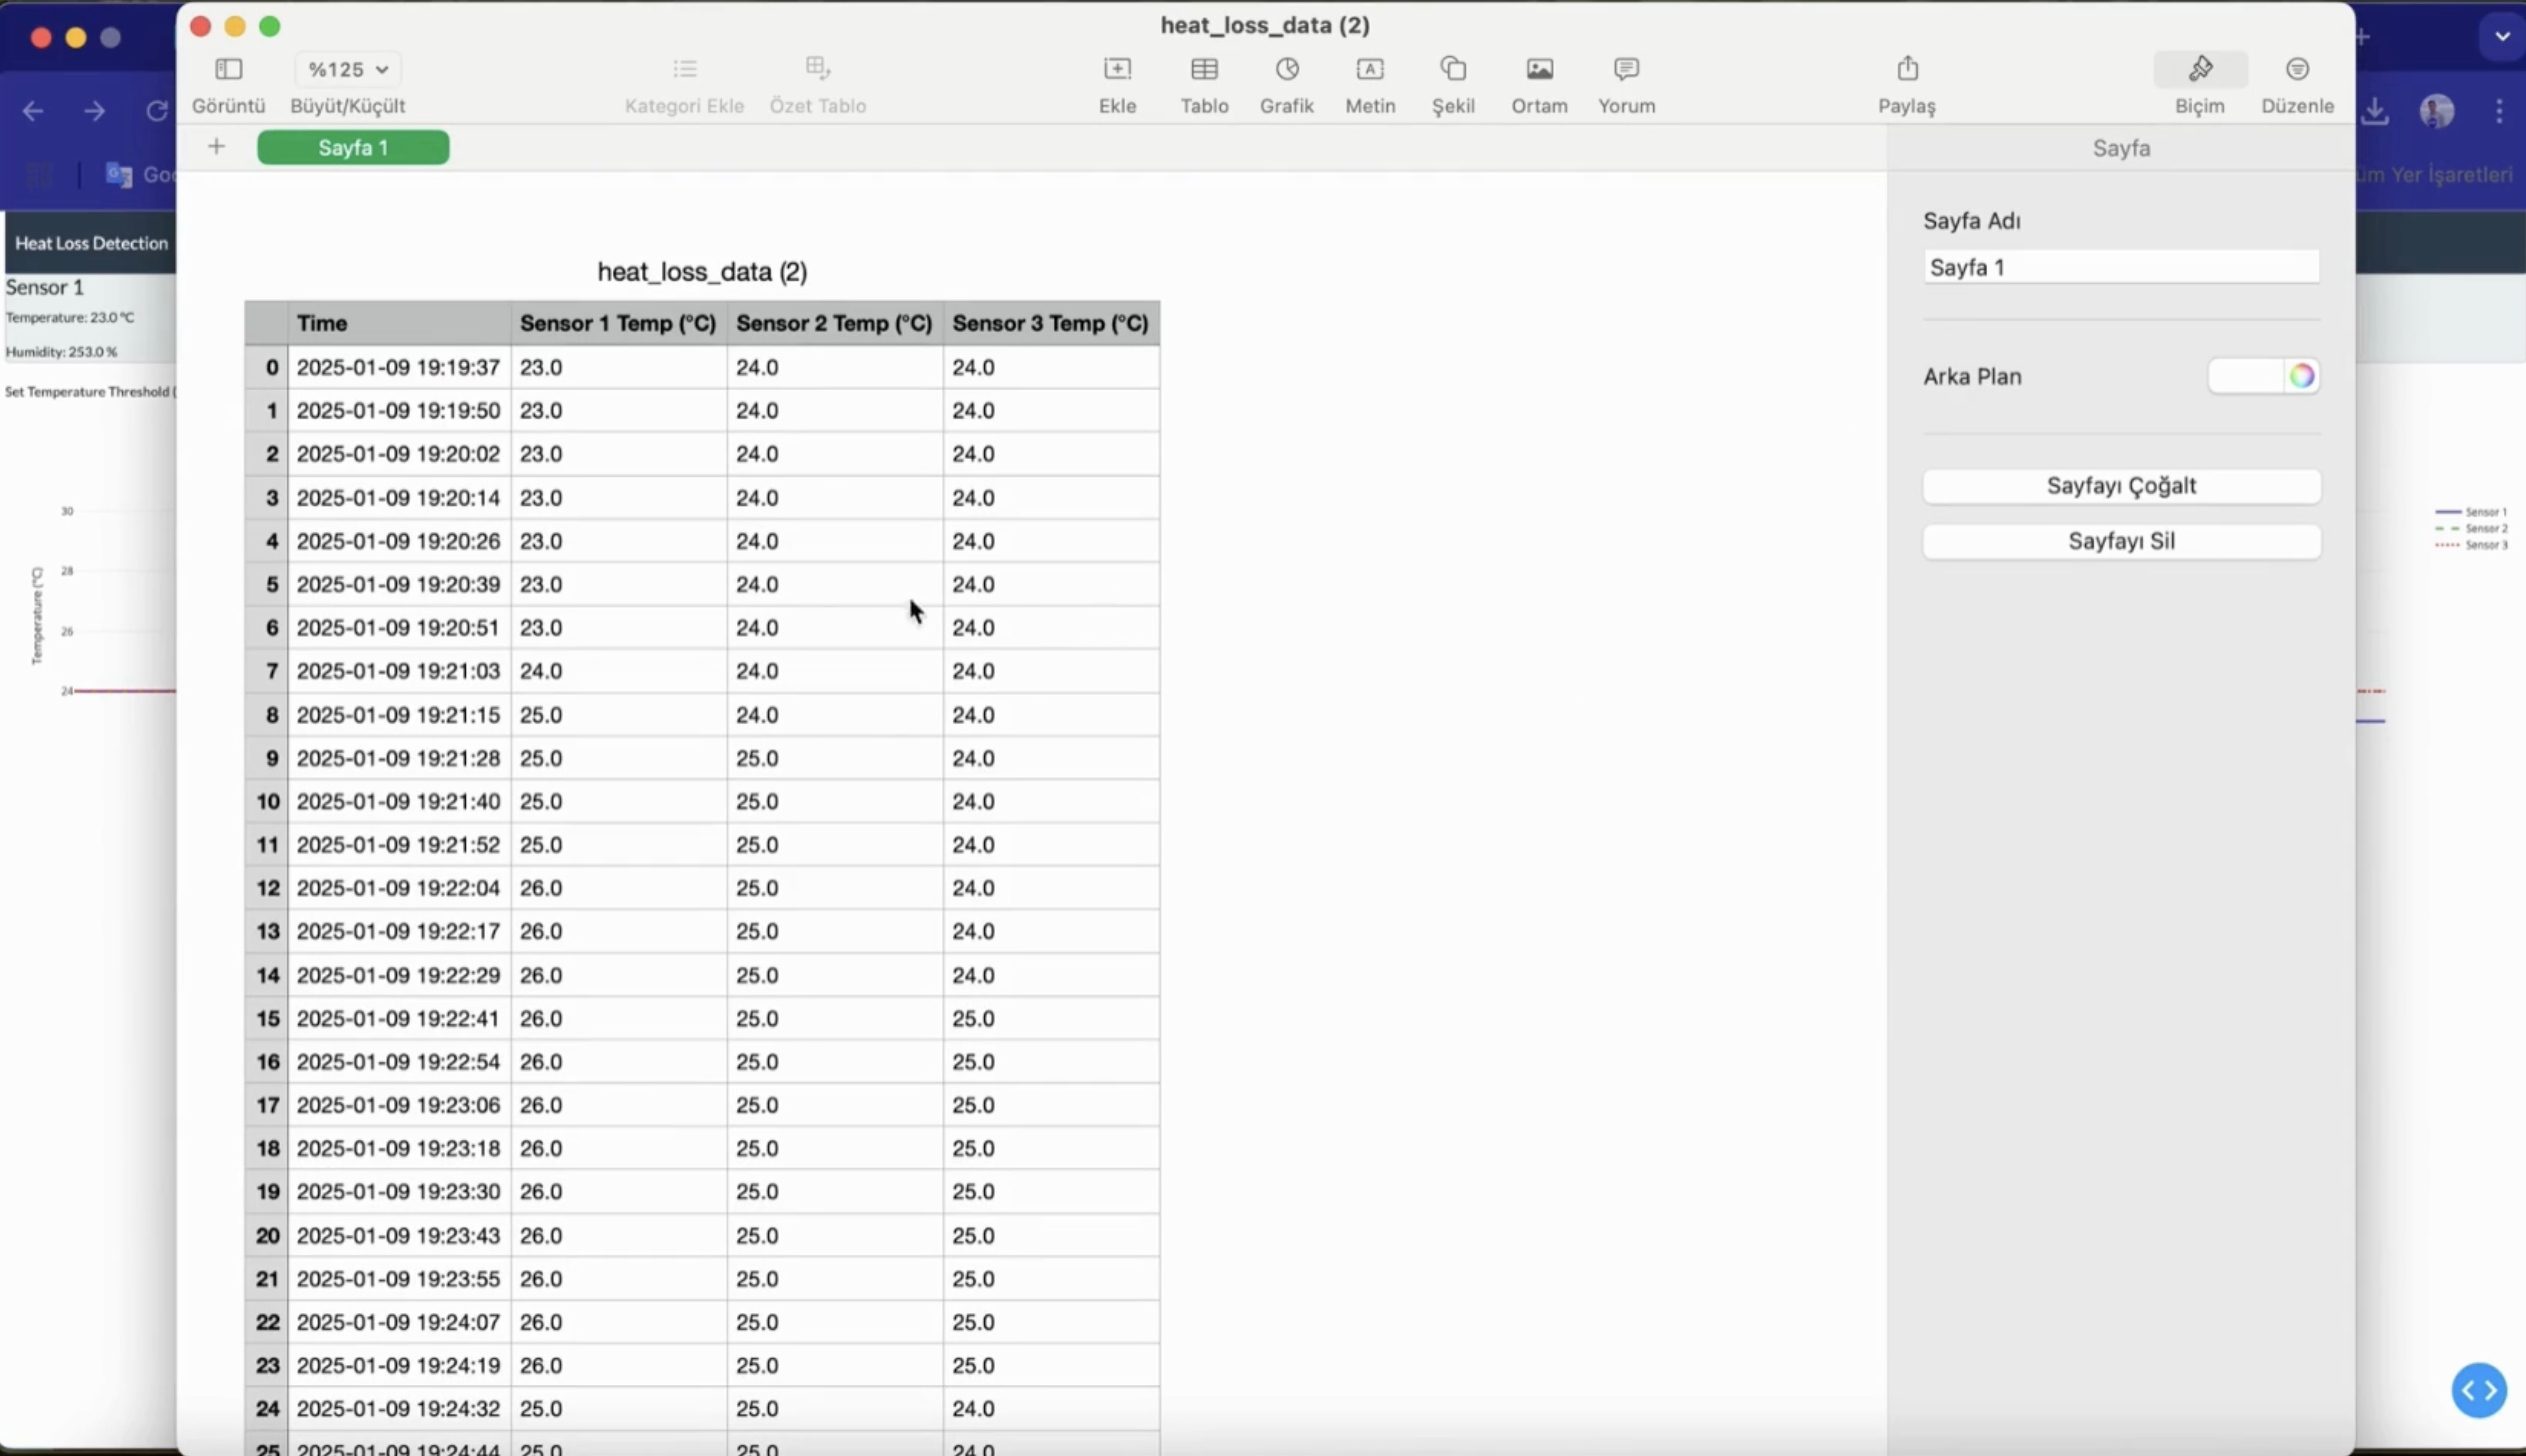 heat_loss_data (2)
%125
Görüntü Büyüt/Küçült Kategori Ekle Özet Tablo Ekle Tablo Grafik Metin Şekil Ortam Yorum Paylaş Biçim Düzenle
Sayfa 1
Sayfa
Yer İşaretleri
Heat Loss Detection
Sensor 1
Temperature: 23.0 °C
Humidity: 253.0 %
Set Temperature Threshold (
30
28
26
24
Temperature (°C)
heat_loss_data (2)
Time Sensor 1 Temp (°C) Sensor 2 Temp (°C) Sensor 3 Temp (°C)
0 2025-01-09 19:19:37 23.0 24.0 24.0
1 2025-01-09 19:19:50 23.0 24.0 24.0
2 2025-01-09 19:20:02 23.0 24.0 24.0
3 2025-01-09 19:20:14 23.0 24.0 24.0
4 2025-01-09 19:20:26 23.0 24.0 24.0
5 2025-01-09 19:20:39 23.0 24.0 24.0
6 2025-01-09 19:20:51 23.0 24.0 24.0
7 2025-01-09 19:21:03 24.0 24.0 24.0
8 2025-01-09 19:21:15 25.0 24.0 24.0
9 2025-01-09 19:21:28 25.0 25.0 24.0
10 2025-01-09 19:21:40 25.0 25.0 24.0
11 2025-01-09 19:21:52 25.0 25.0 24.0
12 2025-01-09 19:22:04 26.0 25.0 24.0
13 2025-01-09 19:22:17 26.0 25.0 24.0
14 2025-01-09 19:22:29 26.0 25.0 24.0
15 2025-01-09 19:22:41 26.0 25.0 25.0
16 2025-01-09 19:22:54 26.0 25.0 25.0
17 2025-01-09 19:23:06 26.0 25.0 25.0
18 2025-01-09 19:23:18 26.0 25.0 25.0
19 2025-01-09 19:23:30 26.0 25.0 25.0
20 2025-01-09 19:23:43 26.0 25.0 25.0
21 2025-01-09 19:23:55 26.0 25.0 25.0
22 2025-01-09 19:24:07 26.0 25.0 25.0
23 2025-01-09 19:24:19 26.0 25.0 25.0
24 2025-01-09 19:24:32 25.0 25.0 24.0
25 2025-01-09 19:24:44 25.0 25.0 24.0
Sayfa Adı
Sayfa 1
Arka Plan
Sayfayı Çoğalt
Sayfayı Sil
Sensor 1
Sensor 2
Sensor 3